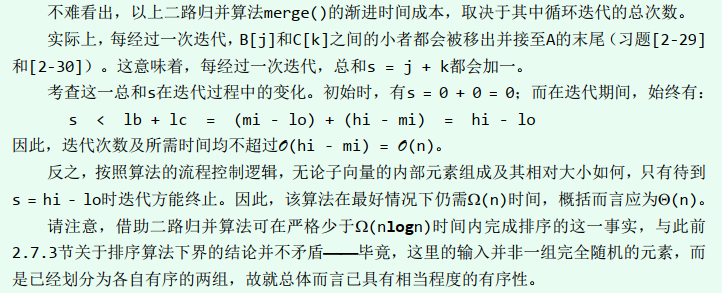 不难看出，以上二路归并算法merge()的渐进时间成本，取决于其中循环迭代的总次数。
实际上，每经过一次迭代，B[j]和C[k]之间的小者都会被移出并接至A的末尾（习题[2-29]
和[2-30]）。这意味着，每经过一次迭代，总和s = j + k都会加一。
考查这一总和s在迭代过程中的变化。初始时，有s = 0 + 0 = 0；而在迭代期间，始终有：
s < lb + lc = (mi - lo) + (hi - mi) = hi - lo
因此，迭代次数及所需时间均不超过O(hi - mi) = O(n)。
反之，按照算法的流程控制逻辑，无论子向量的内部元素组成及其相对大小如何，只有待到
s = hi - lo时迭代方能终止。因此，该算法在最好情况下仍需Ω(n)时间，概括而言应为Θ(n)。
请注意，借助二路归并算法可在严格少于Ω(nlogn)时间内完成排序的这一事实，与此前
2.7.3节关于排序算法下界的结论并不矛盾——毕竟，这里的输入并非一组完全随机的元素，而
是已经划分为各自有序的两组，故就总体而言已具有相当程度的有序性。